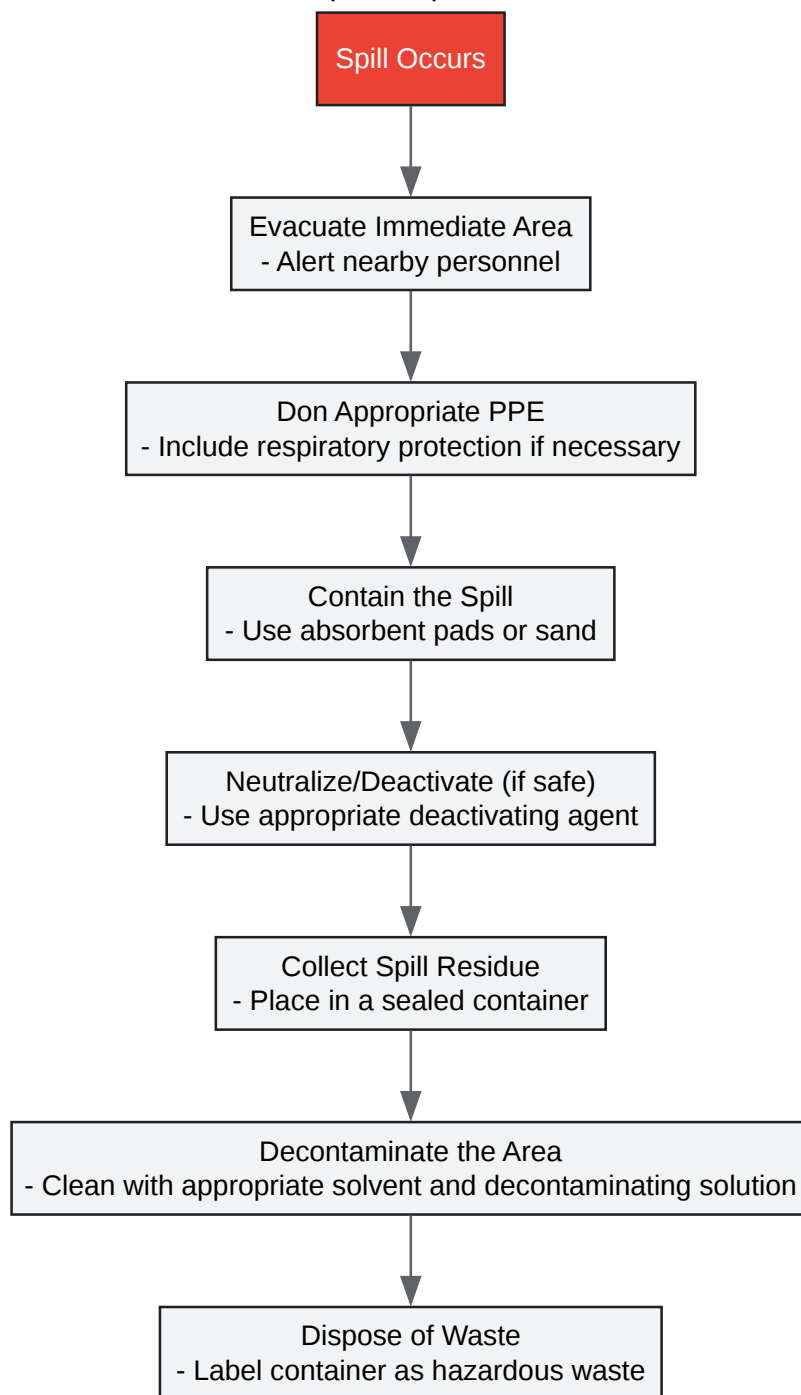 Spill Occurs
Evacuate Immediate Area
- Alert nearby personnel
Don Appropriate PPE
- Include respiratory protection if necessary
Contain the Spill
- Use absorbent pads or sand
Neutralize/Deactivate (if safe)
- Use appropriate deactivating agent
Collect Spill Residue
- Place in a sealed container
Decontaminate the Area
- Clean with appropriate solvent and decontaminating solution
Dispose of Waste
- Label container as hazardous waste